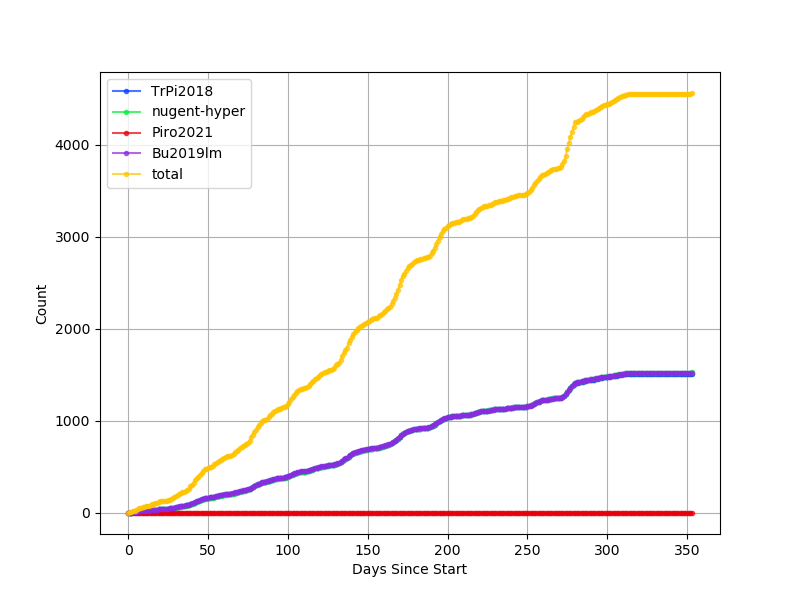 TrPi2018
nugent-hyper
Piro2021
Bu2019lm
total
Count
4000
3000
2000
1000
0
0 50 100 150 200 250 300 350
Days Since Start